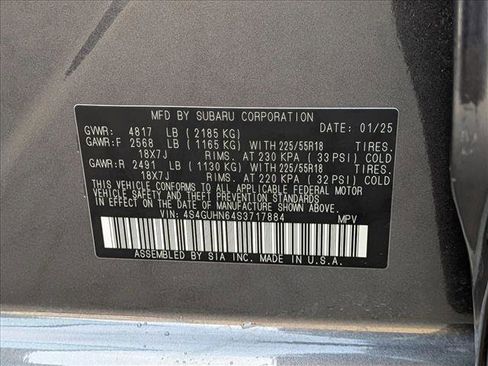 MFD BY SUBARU CORPORATION DATE: 01/25
GVWR: 4817 LB (2185 KG)
GAWR:F 2568 LB (1165 KG) WITH 225/55R18 TIRES.
18X7J RIMS. AT 230 KPA (33 PSI) COLD
GAWR:R 2491 LB (1130 KG) WITH 225/55R18 TIRES.
18X7J RIMS. AT 220 KPA (32 PSI) COLD
THIS VEHICLE CONFORMS TO ALL APPLICABLE FEDERAL MOTOR
VEHICLE SAFETY AND THEFT PREVENTION STANDARDS IN
EFFECT ON THE DATE OF MANUFACTURE SHOWN ABOVE.
VIN: 4S4GUHN64S3717884 MPV
ASSEMBLED BY SIA INC. MADE IN U.S.A.